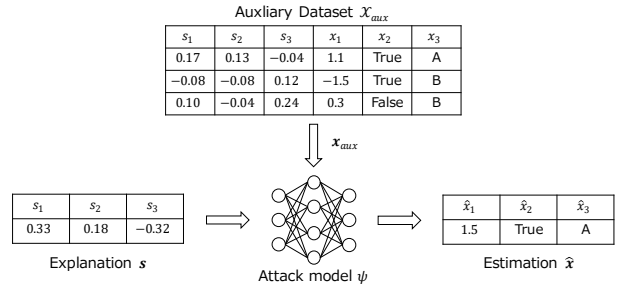 Auxliary Dataset 𝒳aux
s₁ s₂ s₃ x₁ x₂ x₃
0.17 0.13 −0.04 1.1 True A
−0.08 −0.08 0.12 −1.5 True B
0.10 −0.04 0.24 0.3 False B
𝒙aux
s₁ s₂ s₃
0.33 0.18 −0.32
Explanation 𝒔
Attack model ψ
x̂₁ x̂₂ x̂₃
1.5 True A
Estimation 𝒙̂